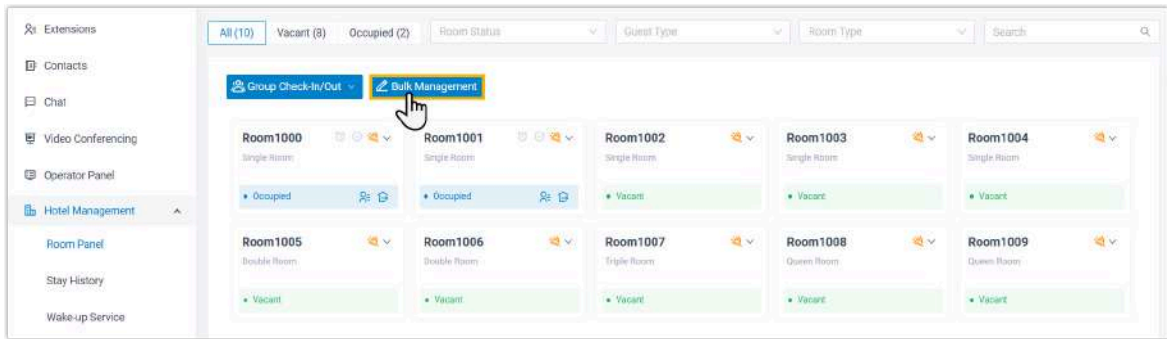 Extensions
Contacts
Chat
Video Conferencing
Operator Panel
Hotel Management
Room Panel
Stay History
Wake-up Service
All (10) Vacant (8) Occupied (2) Room Status Guest Type Room Type Search
Group Check-In/Out Bulk Management
Room1000 Room1001 Room1002 Room1003 Room1004
Single Room Single Room Single Room Single Room Single Room
Occupied Occupied Vacant Vacant Vacant
Room1005 Room1006 Room1007 Room1008 Room1009
Double Room Double Room Triple Room Queen Room Queen Room
Vacant Vacant Vacant Vacant Vacant